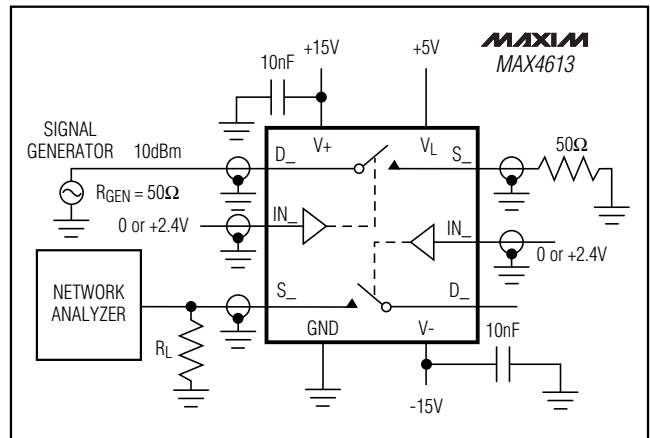 +15V
+5V
MAXIM
MAX4613
10nF
SIGNAL
GENERATOR
10dBm
D_
V+
VL
S_
50Ω
RGEN = 50Ω
0 or +2.4V
IN_
IN_
0 or +2.4V
NETWORK
ANALYZER
S_
D_
RL
GND
V-
10nF
-15V